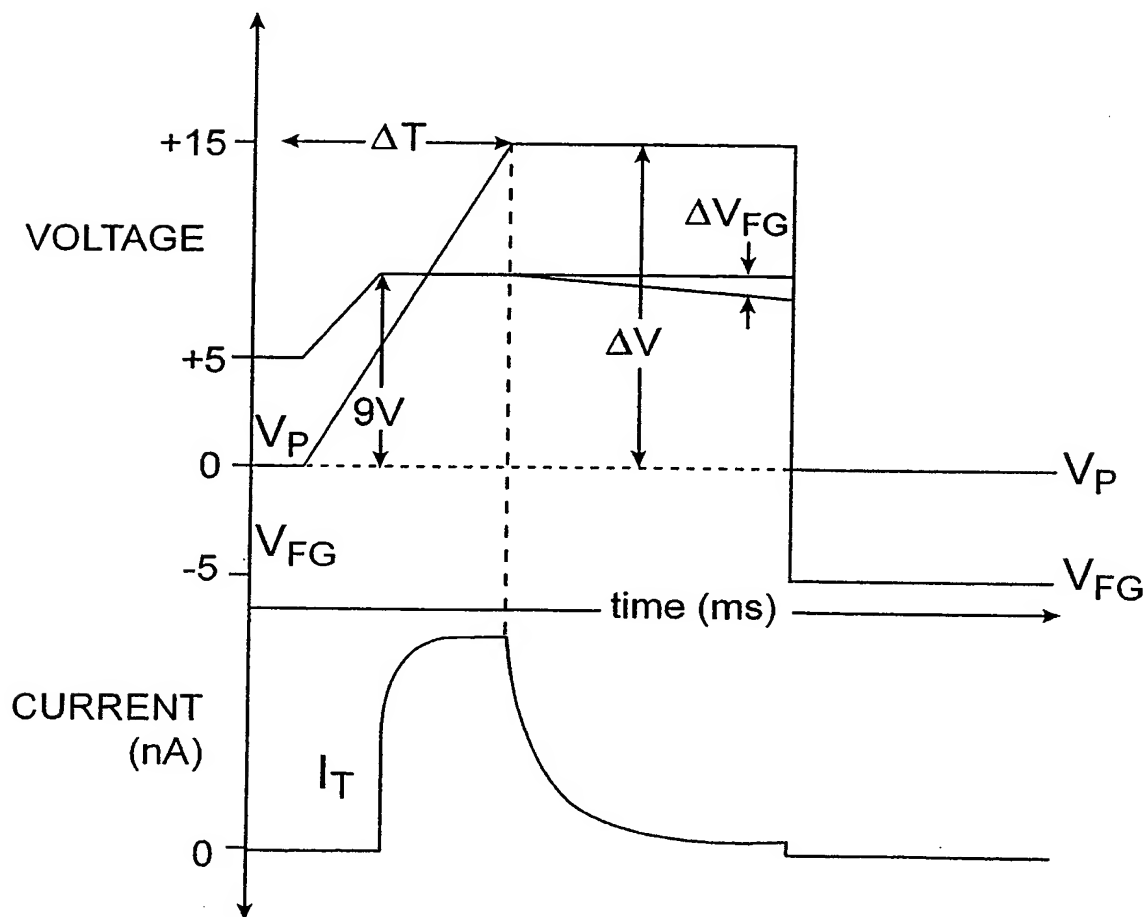 +15
ΔT
VOLTAGE
ΔV_FG
+5
ΔV
9V
V_P
0
V_P
V_FG
-5
V_FG
time (ms)
CURRENT
(nA)
I_T
0